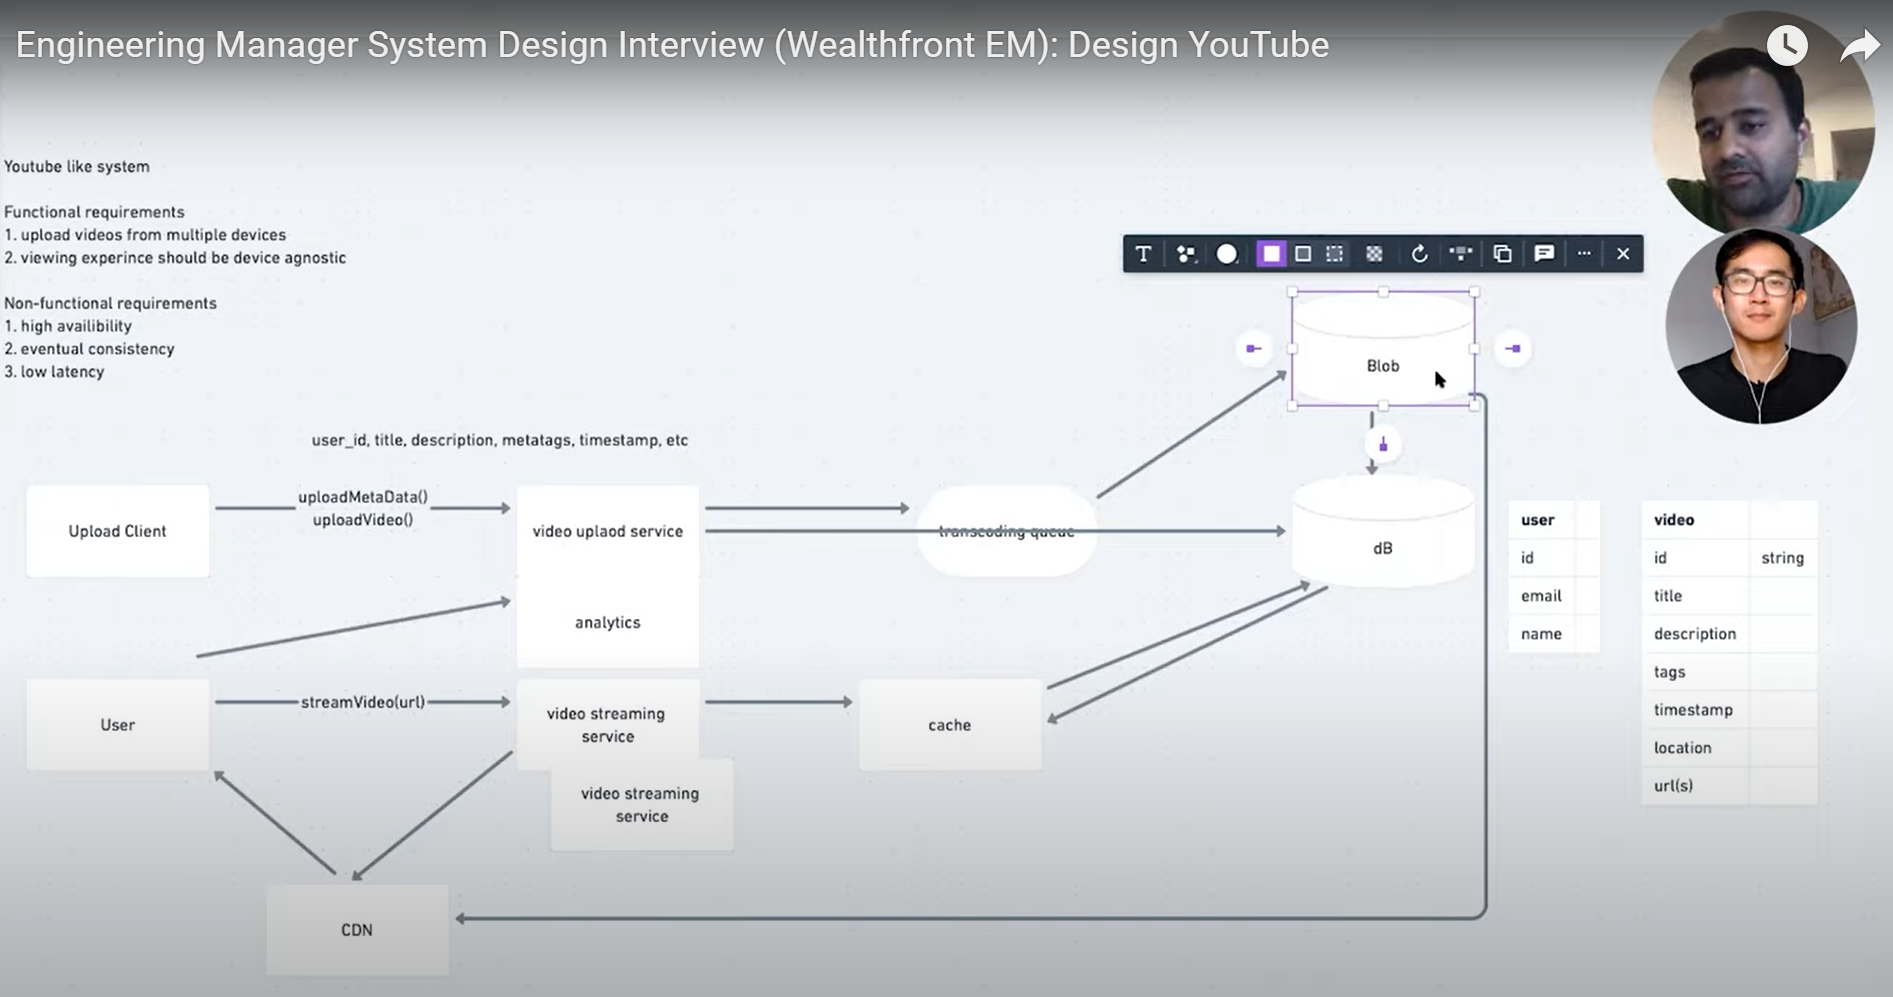 Engineering Manager System Design Interview (Wealthfront EM): Design YouTube
Youtube like system
Functional requirements
1. upload videos from multiple devices
2. viewing experince should be device agnostic
Non-functional requirements
1. high availibility
2. eventual consistency
3. low latency
T
Blob
user_id, title, description, metatags, timestamp, etc
Upload Client
uploadMetaData()
uploadVideo()
video uplaod service
transcoding queue
dB
analytics
User
streamVideo(url)
video streaming
service
cache
video streaming
service
CDN
user
id
email
name
video
id string
title
description
tags
timestamp
location
url(s)